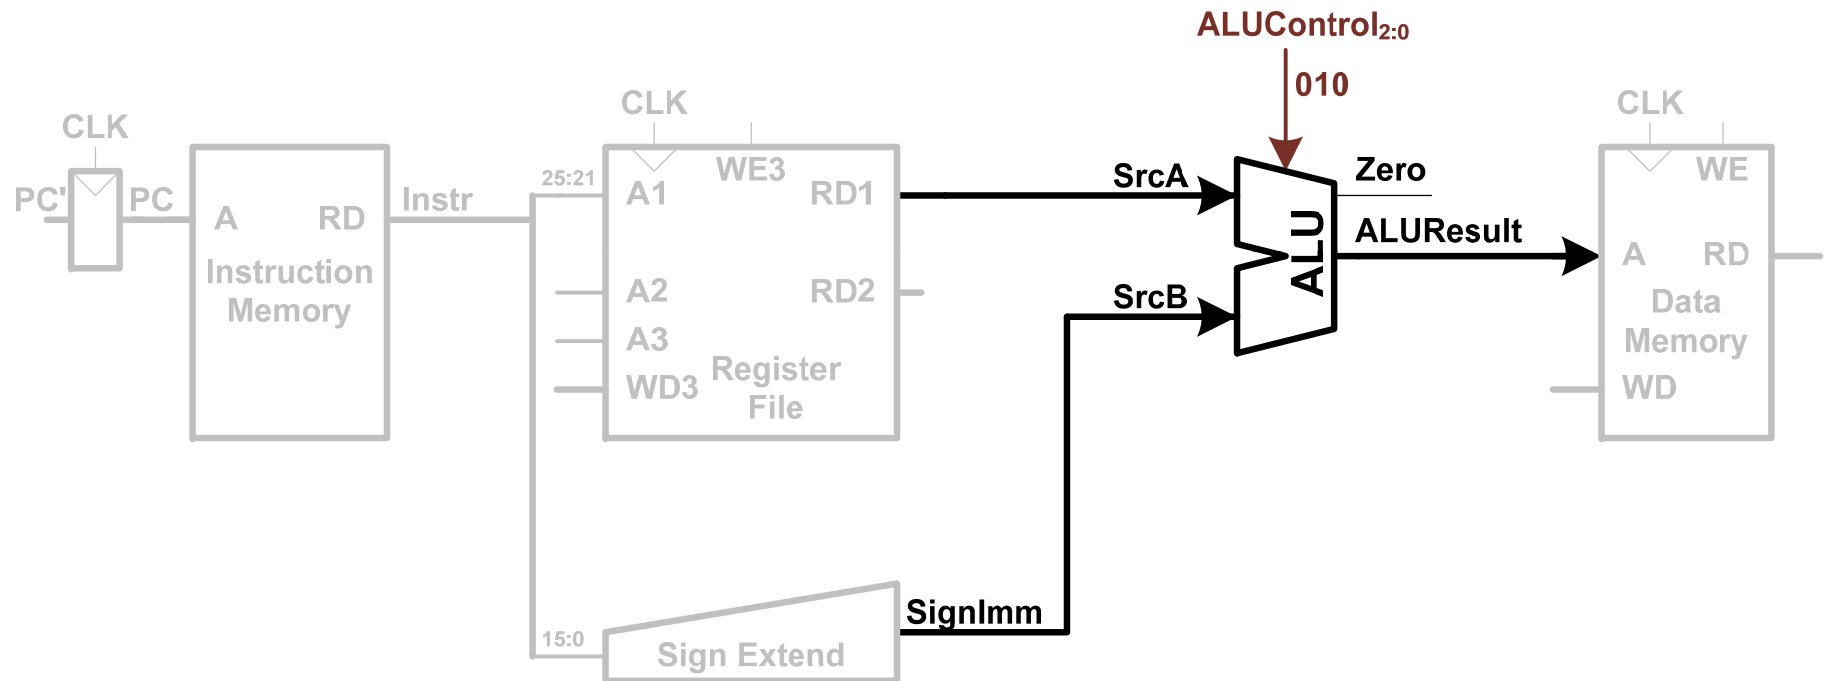 ALUControl2:0
010
CLK
CLK
CLK
PC'
PC
A
RD
Instr
Instruction
Memory
25:21
A1
WE3
RD1
A2
RD2
A3
WD3
Register
File
SrcA
SrcB
ALU
Zero
ALUResult
WE
A
RD
Data
Memory
WD
15:0
Sign Extend
SignImm